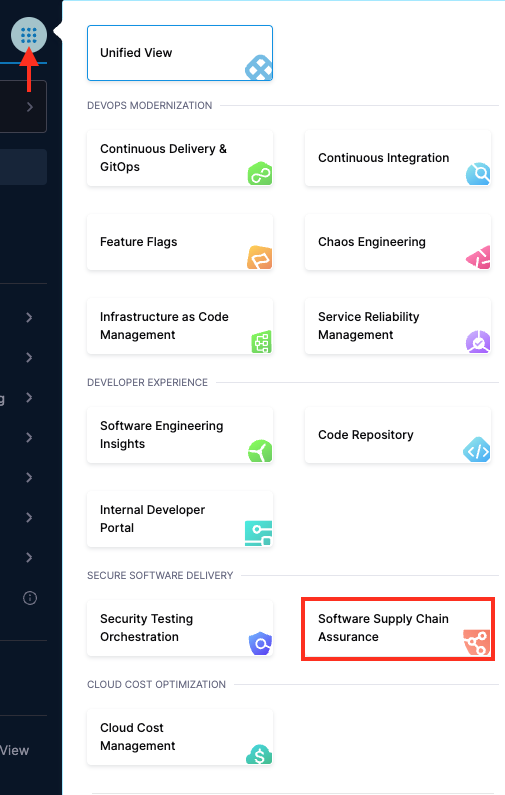 Unified View
DEVOPS MODERNIZATION
Continuous Delivery &
GitOps
Continuous Integration
Feature Flags
Chaos Engineering
Infrastructure as Code
Management
Service Reliability
Management
DEVELOPER EXPERIENCE
Software Engineering
Insights
Code Repository
Internal Developer
Portal
SECURE SOFTWARE DELIVERY
Security Testing
Orchestration
Software Supply Chain
Assurance
CLOUD COST OPTIMIZATION
Cloud Cost
Management
g
View